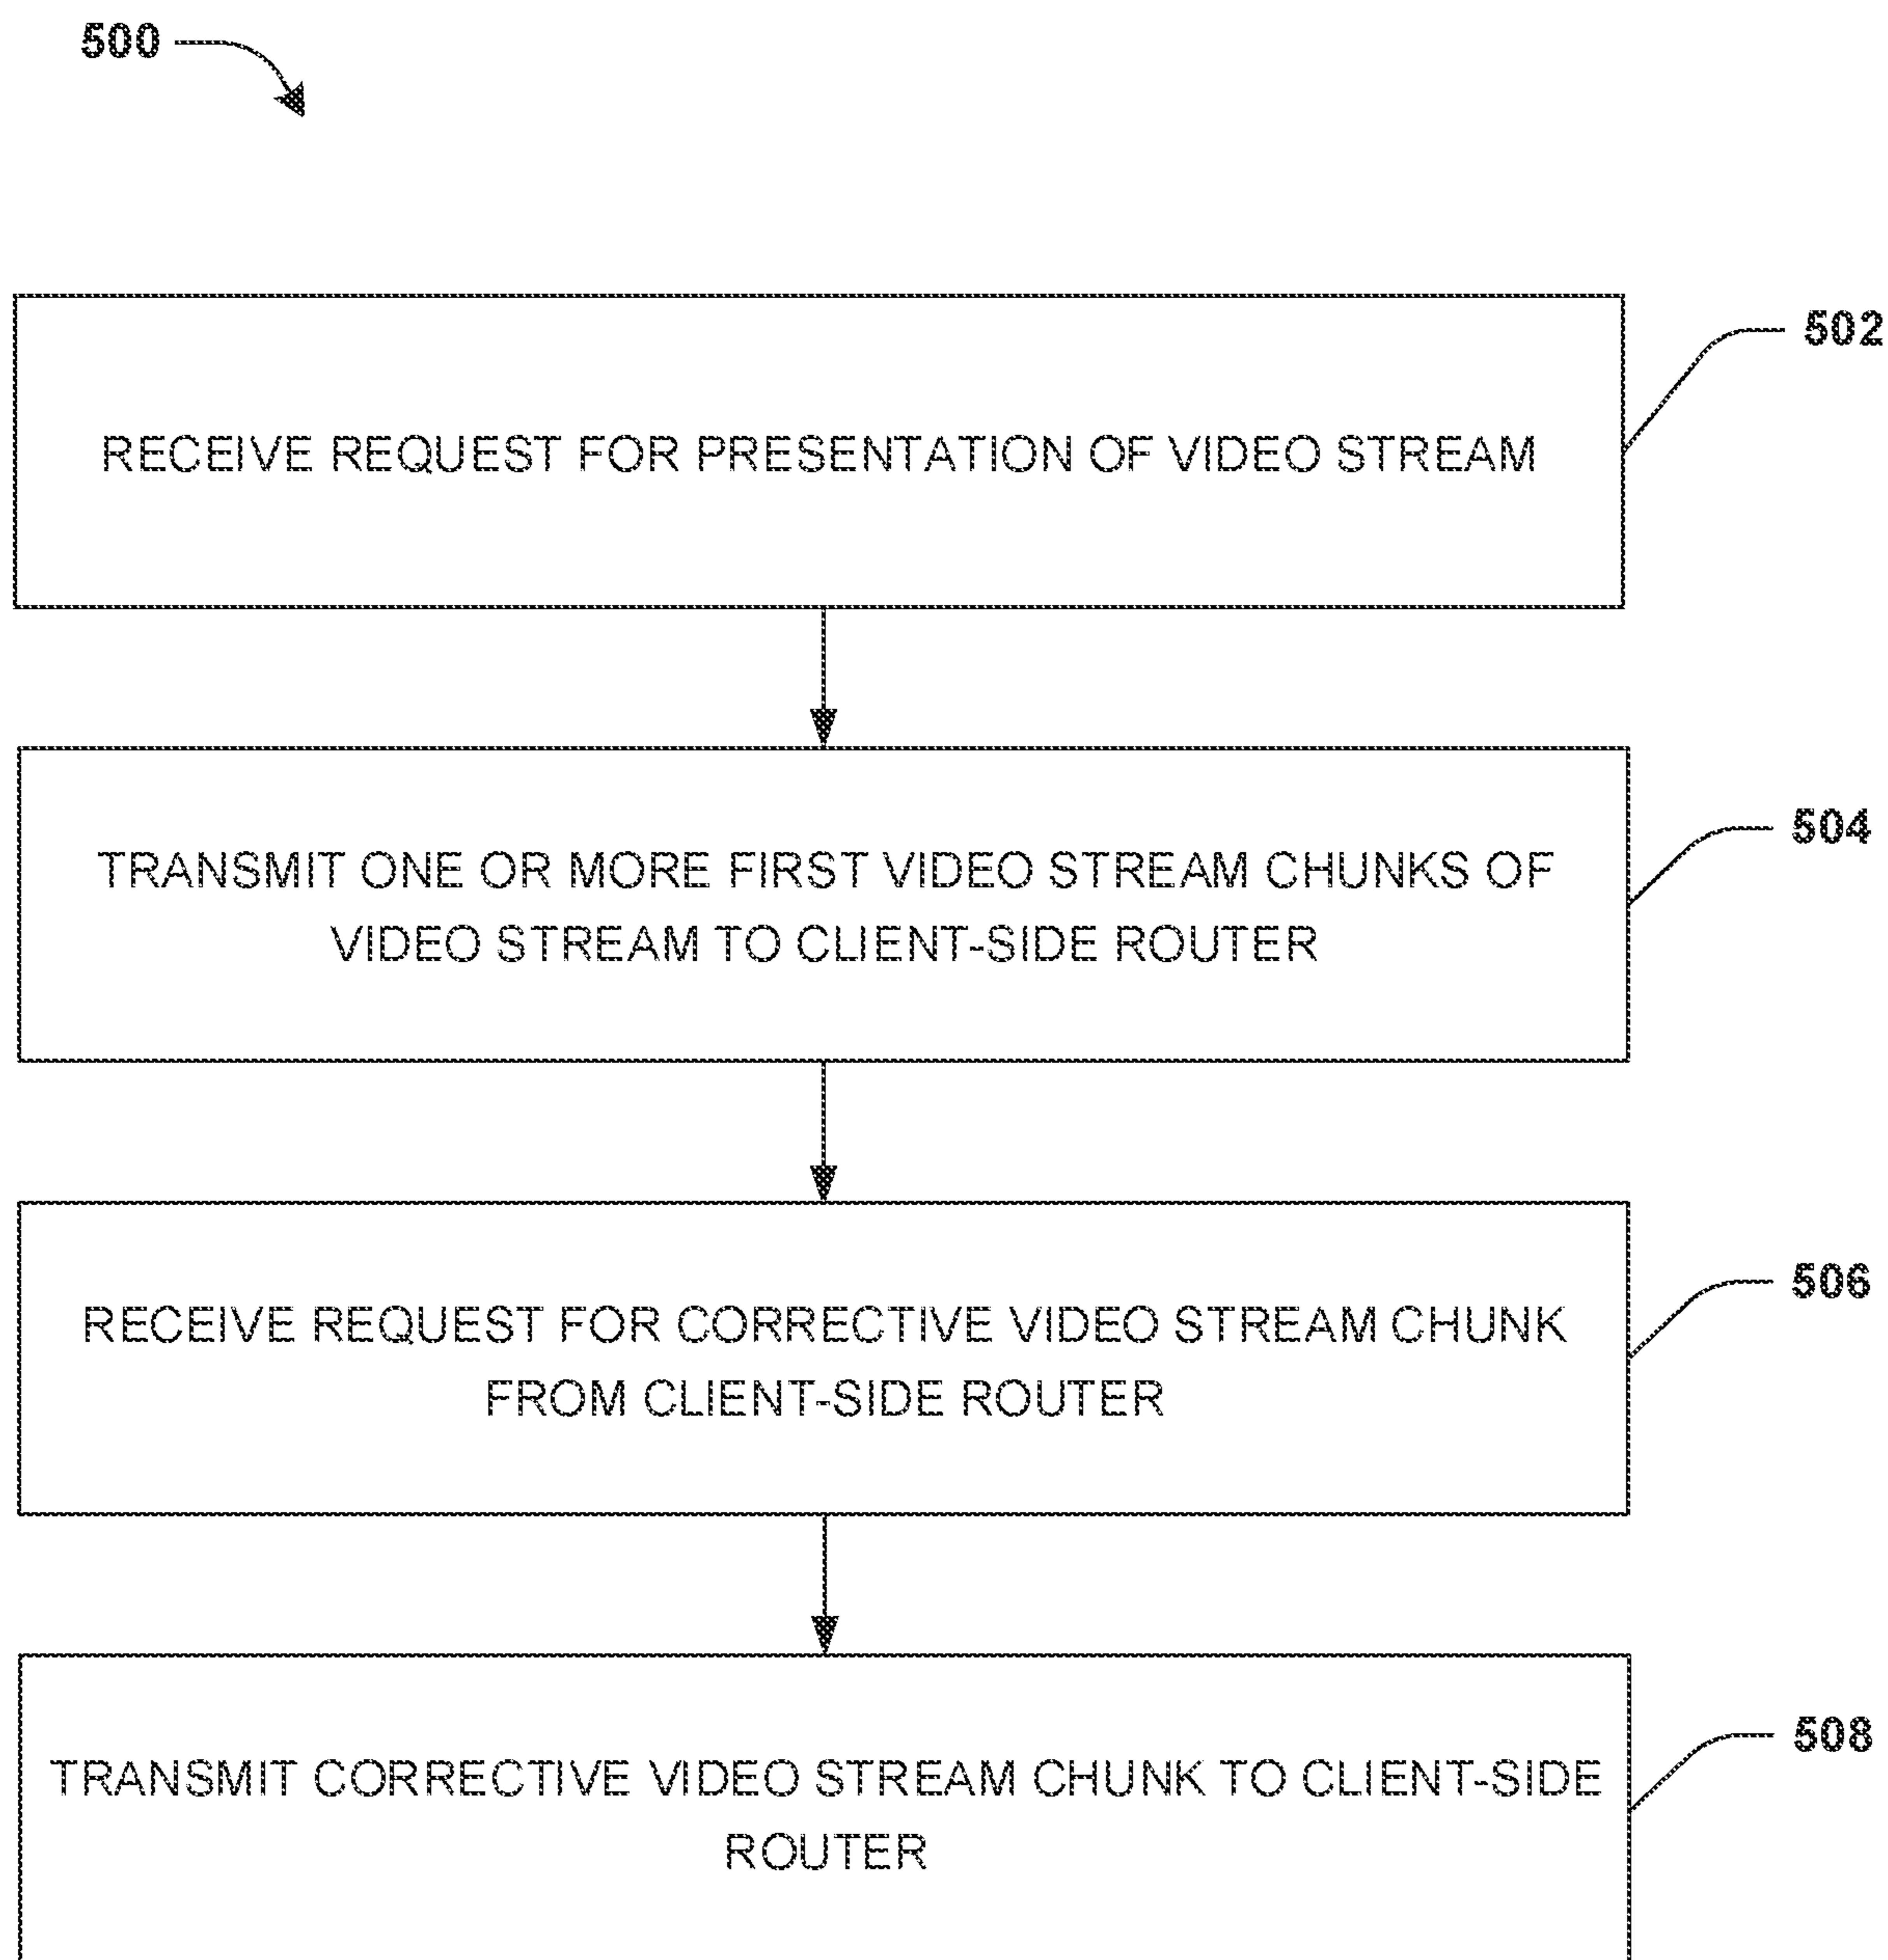 500
RECEIVE REQUEST FOR PRESENTATION OF VIDEO STREAM
502
TRANSMIT ONE OR MORE FIRST VIDEO STREAM CHUNKS OF
VIDEO STREAM TO CLIENT-SIDE ROUTER
504
RECEIVE REQUEST FOR CORRECTIVE VIDEO STREAM CHUNK
FROM CLIENT-SIDE ROUTER
506
TRANSMIT CORRECTIVE VIDEO STREAM CHUNK TO CLIENT-SIDE
ROUTER
508